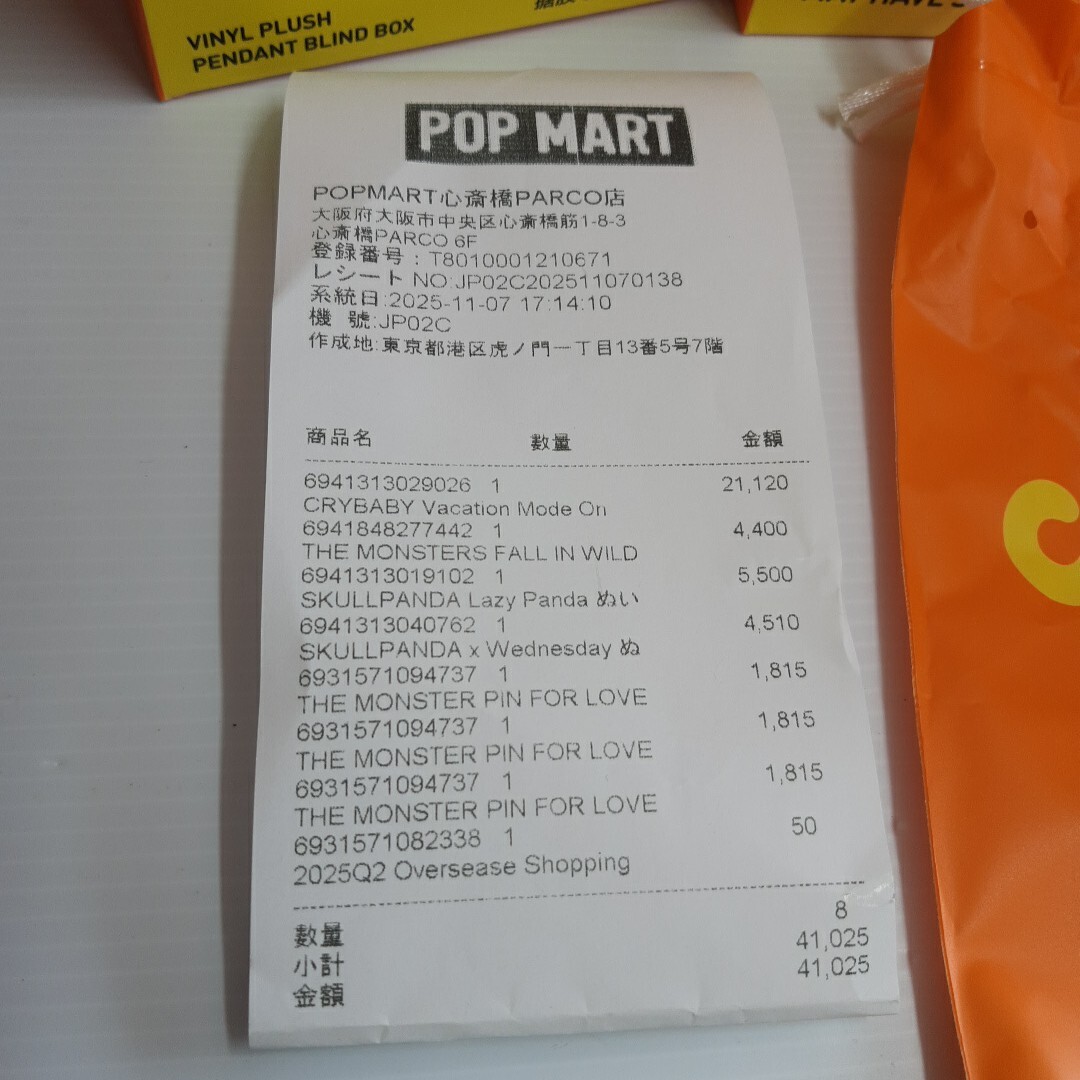 VINYL PLUSH
PENDANT BLIND BOX
POP MART
POPMART心斎橋PARCO店
大阪府大阪市中央区心斎橋筋1-8-3
心斎橋PARCO 6F
登録番号：T8010001210671
レシート NO:JP02C202511070138
系統日:2025-11-07 17:14:10
機 號:JP02C
作成地:東京都港区虎ノ門一丁目13番5号7階
商品名 数量 金額
6941313029026 1 21,120
CRYBABY Vacation Mode On
6941848277442 1 4,400
THE MONSTERS FALL IN WILD
6941313019102 1 5,500
SKULLPANDA Lazy Panda ぬい
6941313040762 1 4,510
SKULLPANDA x Wednesday ぬ
6931571094737 1 1,815
THE MONSTER PIN FOR LOVE
6931571094737 1 1,815
THE MONSTER PIN FOR LOVE
6931571094737 1 1,815
THE MONSTER PIN FOR LOVE
6931571082338 1 50
2025Q2 Oversease Shopping
数量 8
小計 41,025
金額 41,025